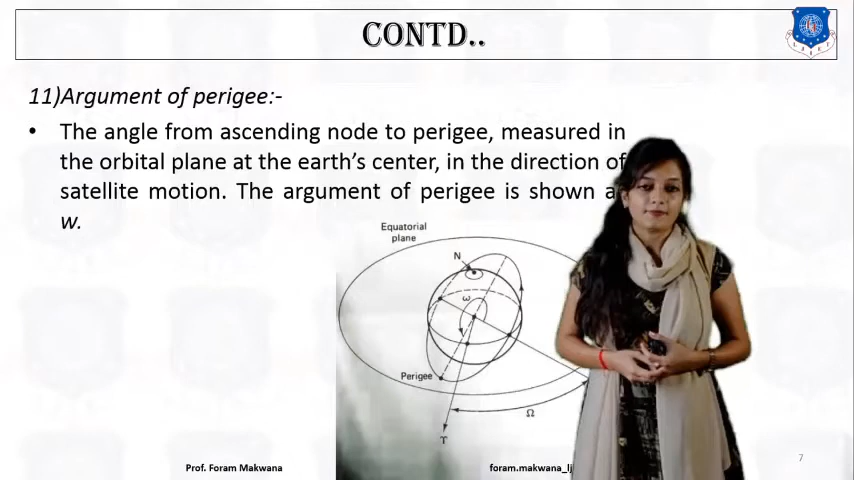 CONTD..
LJIET
11)Argument of perigee:-
• The angle from ascending node to perigee, measured in
the orbital plane at the earth's center, in the direction of
satellite motion. The argument of perigee is shown a
w.
Equatorial
plane
N
ω
Perigee
Ω
ϒ
Prof. Foram Makwana
foram.makwana_lj
7